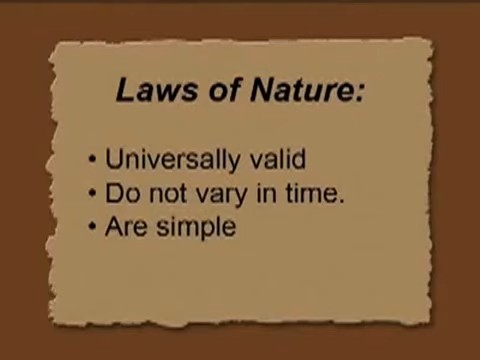 Laws of Nature:
• Universally valid
• Do not vary in time.
• Are simple